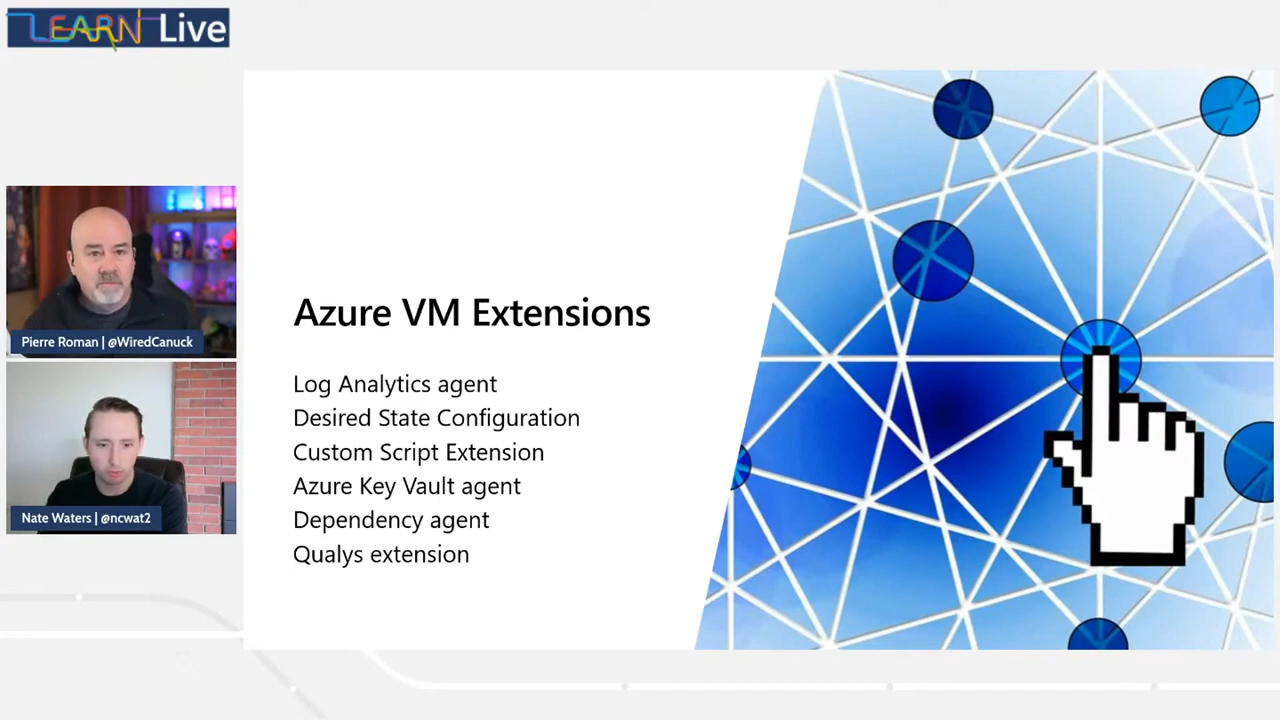 LEARN Live
Pierre Roman | @WiredCanuck
Nate Waters | @ncwat2
Azure VM Extensions
Log Analytics agent
Desired State Configuration
Custom Script Extension
Azure Key Vault agent
Dependency agent
Qualys extension